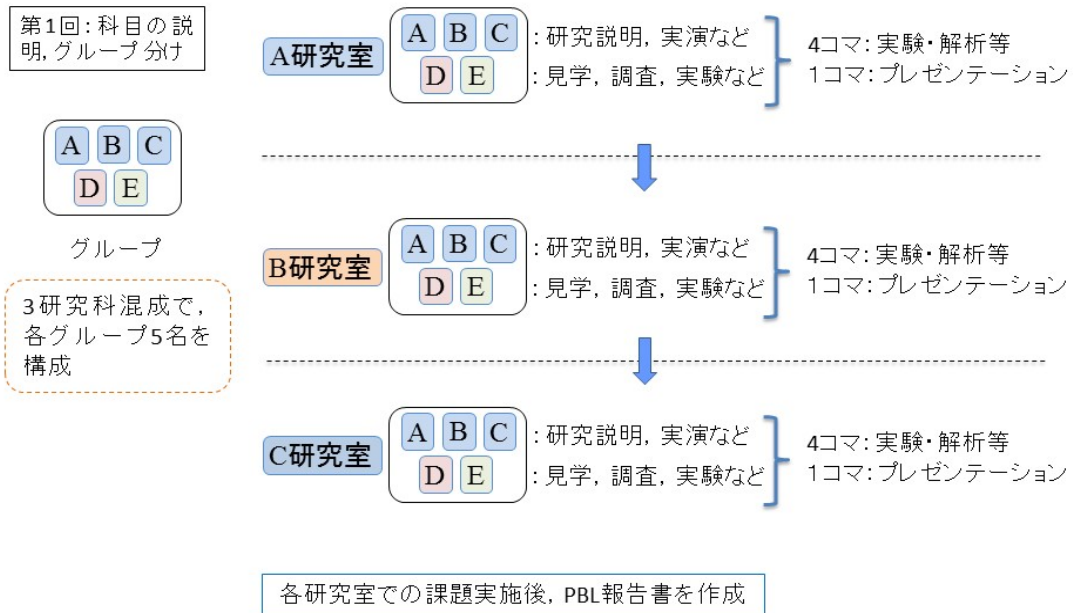 第1回:科目の説
明,グループ分け
A B C
D E
グループ
3研究科混成で,
各グループ5名を
構成
A研究室
A B C :研究説明,実演など
D E :見学,調査,実験など
4コマ:実験・解析等
1コマ:プレゼンテーション
B研究室
A B C :研究説明,実演など
D E :見学,調査,実験など
4コマ:実験・解析等
1コマ:プレゼンテーション
C研究室
A B C :研究説明,実演など
D E :見学,調査,実験など
4コマ:実験・解析等
1コマ:プレゼンテーション
各研究室での課題実施後,PBL報告書を作成